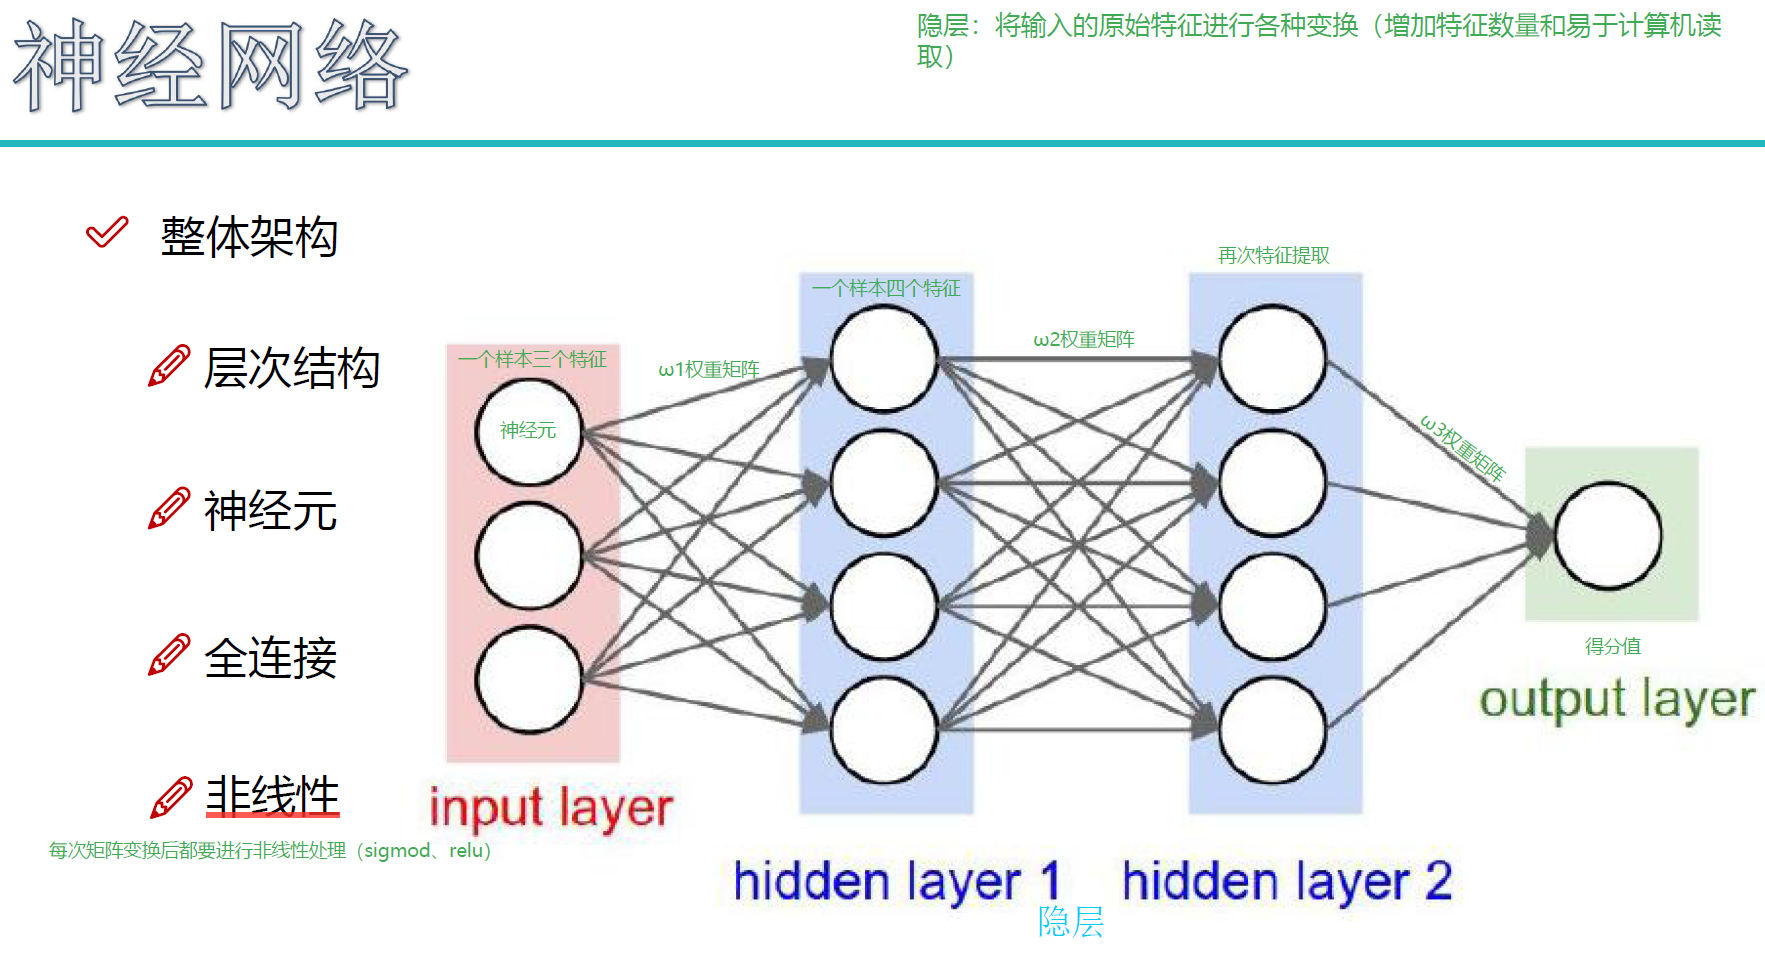 神经网络
隐层：将输入的原始特征进行各种变换（增加特征数量和易于计算机读
取）
整体架构
层次结构
神经元
全连接
非线性
每次矩阵变换后都要进行非线性处理（sigmod、relu）
一个样本三个特征
神经元
input layer
ω1权重矩阵
一个样本四个特征
hidden layer 1
ω2权重矩阵
再次特征提取
hidden layer 2
隐层
ω3权重矩阵
得分值
output layer